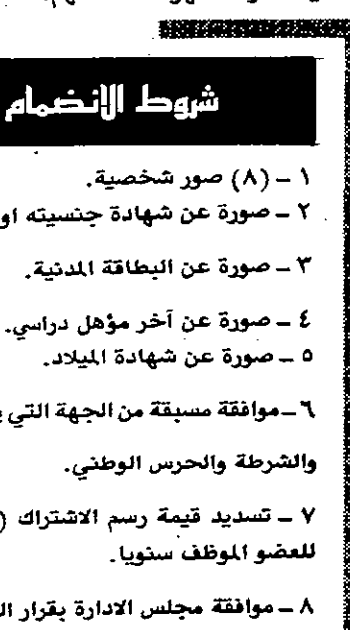 شروط الانضمام
١ – (٨) صور شخصية.
٢ – صورة عن شهادة جنسيته او
٣ – صورة عن البطاقة المدنية.
٤ – صورة عن آخر مؤهل دراسي.
٥ – صورة عن شهادة الميلاد.
٦ – موافقة مسبقة من الجهة التي
والشرطة والحرس الوطني.
٧ – تسديد قيمة رسم الاشتراك (
للعضو الموظف سنويا.
٨ – موافقة مجلس الادارة بقرار